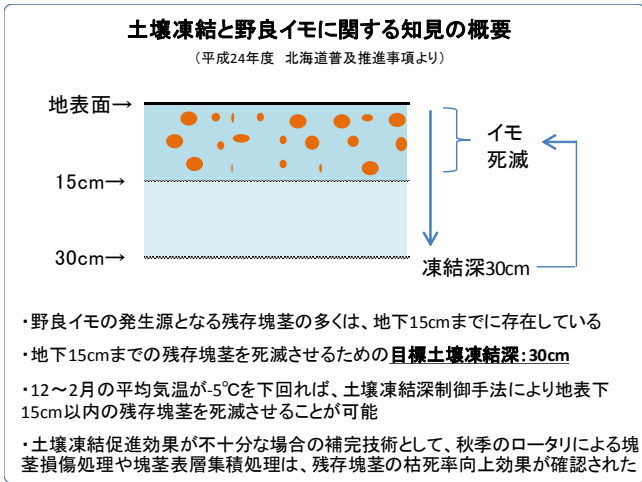 土壌凍結と野良イモに関する知見の概要
（平成24年度　北海道普及推進事項より）
地表面→
イモ
死滅
15cm→
30cm→
凍結深30cm
・野良イモの発生源となる残存塊茎の多くは、地下15cmまでに存在している
・地下15cmまでの残存塊茎を死滅させるための目標土壌凍結深：30cm
・12～2月の平均気温が-5℃を下回れば、土壌凍結深制御手法により地表下
15cm以内の残存塊茎を死滅させることが可能
・土壌凍結促進効果が不十分な場合の補完技術として、秋季のロータリによる塊
茎損傷処理や塊茎表層集積処理は、残存塊茎の枯死率向上効果が確認された